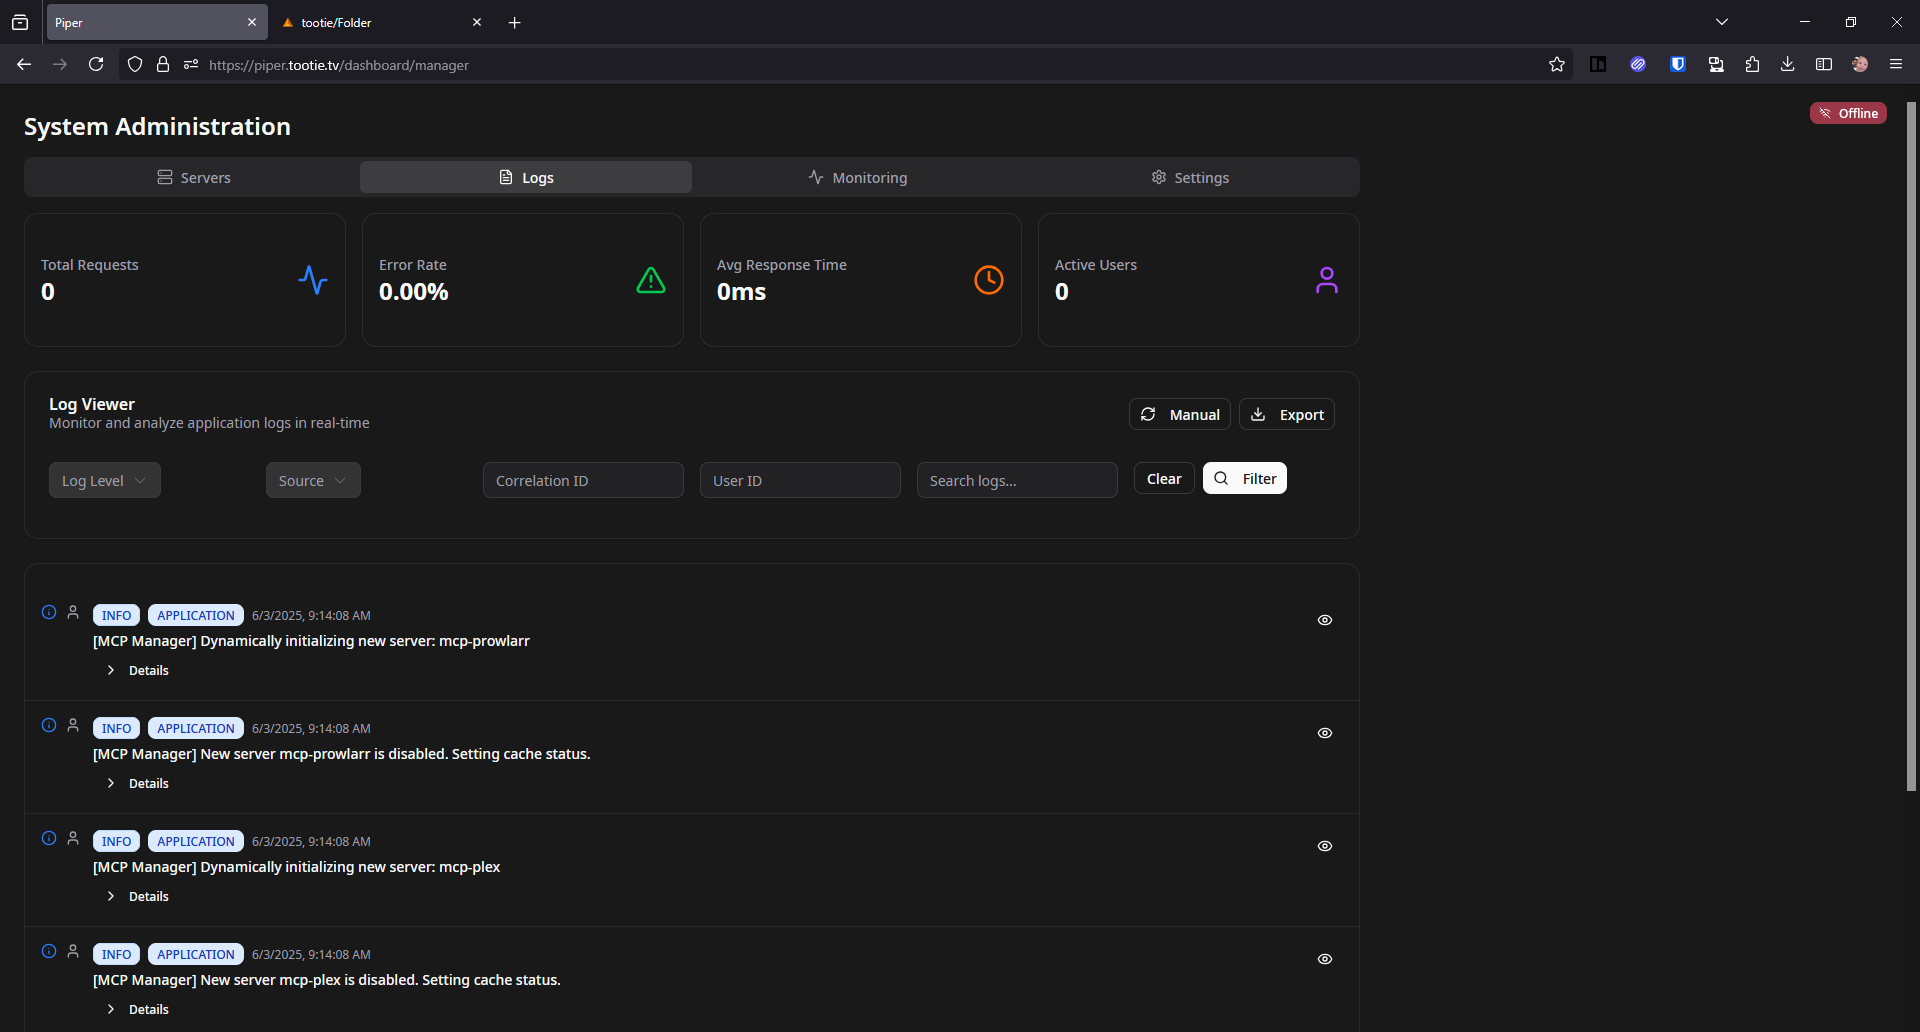 Piper
tootie/Folder
https://piper.tootie.tv/dashboard/manager
System Administration
Offline
Servers
Logs
Monitoring
Settings
Total Requests
0
Error Rate
0.00%
Avg Response Time
0ms
Active Users
0
Log Viewer
Monitor and analyze application logs in real-time
Manual
Export
Log Level
Source
Correlation ID
User ID
Search logs...
Clear
Filter
INFO APPLICATION 6/3/2025, 9:14:08 AM
[MCP Manager] Dynamically initializing new server: mcp-prowlarr
Details
INFO APPLICATION 6/3/2025, 9:14:08 AM
[MCP Manager] New server mcp-prowlarr is disabled. Setting cache status.
Details
INFO APPLICATION 6/3/2025, 9:14:08 AM
[MCP Manager] Dynamically initializing new server: mcp-plex
Details
INFO APPLICATION 6/3/2025, 9:14:08 AM
[MCP Manager] New server mcp-plex is disabled. Setting cache status.
Details